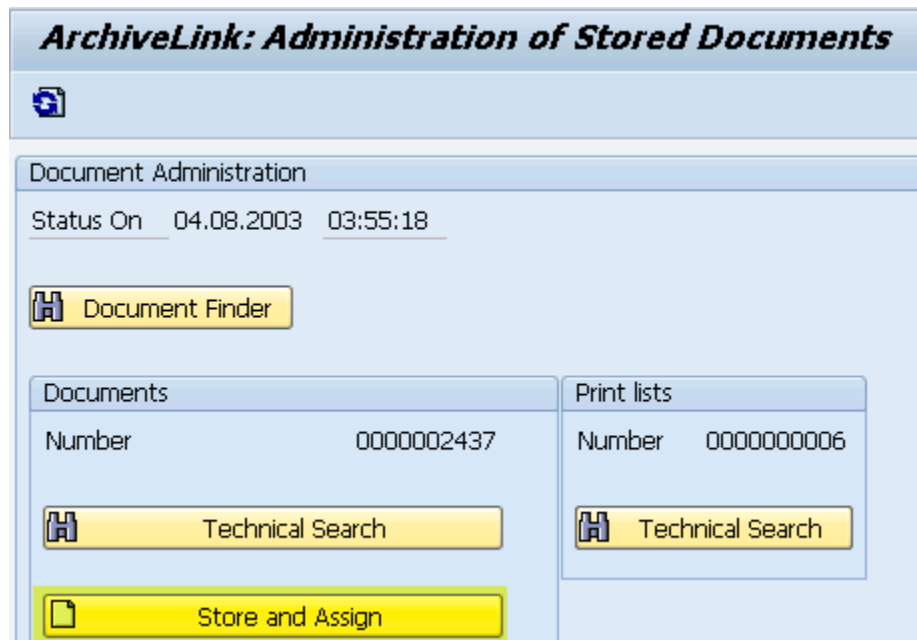 ArchiveLink: Administration of Stored Documents
Document Administration
Status On 04.08.2003 03:55:18
Document Finder
Documents
Number 0000002437
Technical Search
Store and Assign
Print lists
Number 0000000006
Technical Search